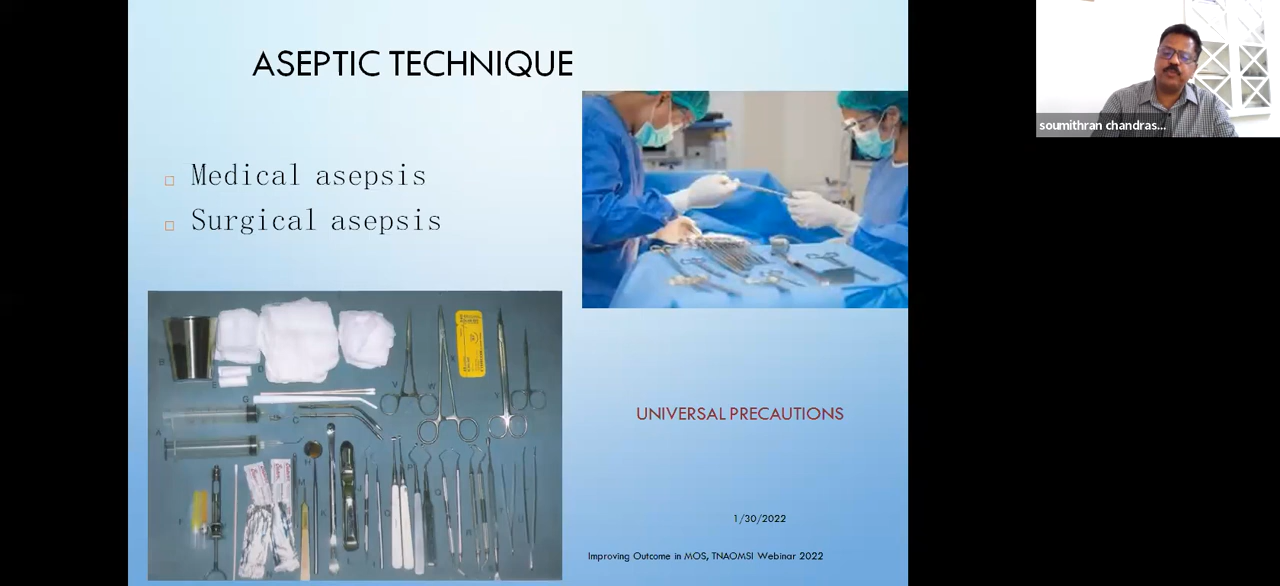 ASEPTIC TECHNIQUE
Medical asepsis
Surgical asepsis
UNIVERSAL PRECAUTIONS
1/30/2022
Improving Outcome in MOS, TNAOMSI Webinar 2022
soumithran chandras...